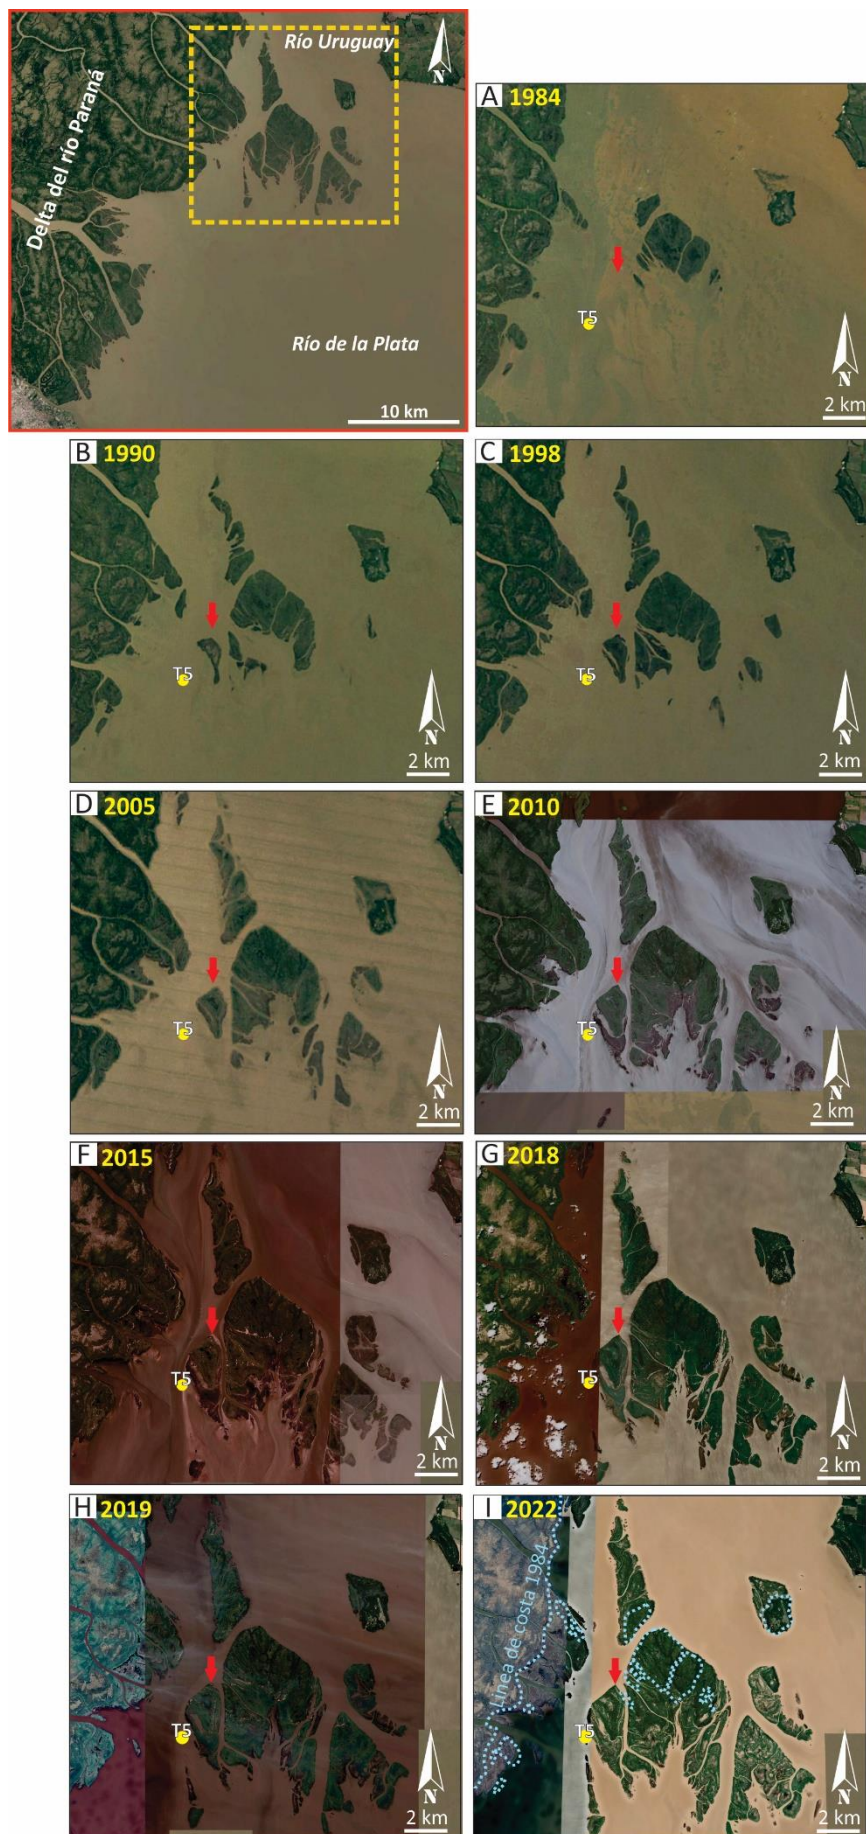 Río Uruguay
N
Delta del río Paraná
Río de la Plata
10 km
A 1984
T5
N
2 km
B 1990
T5
N
2 km
C 1998
T5
N
2 km
D 2005
T5
N
2 km
E 2010
T5
N
2 km
F 2015
T5
N
2 km
G 2018
T5
N
2 km
H 2019
T5
N
2 km
I 2022
Línea de costa 1984
T5
N
2 km